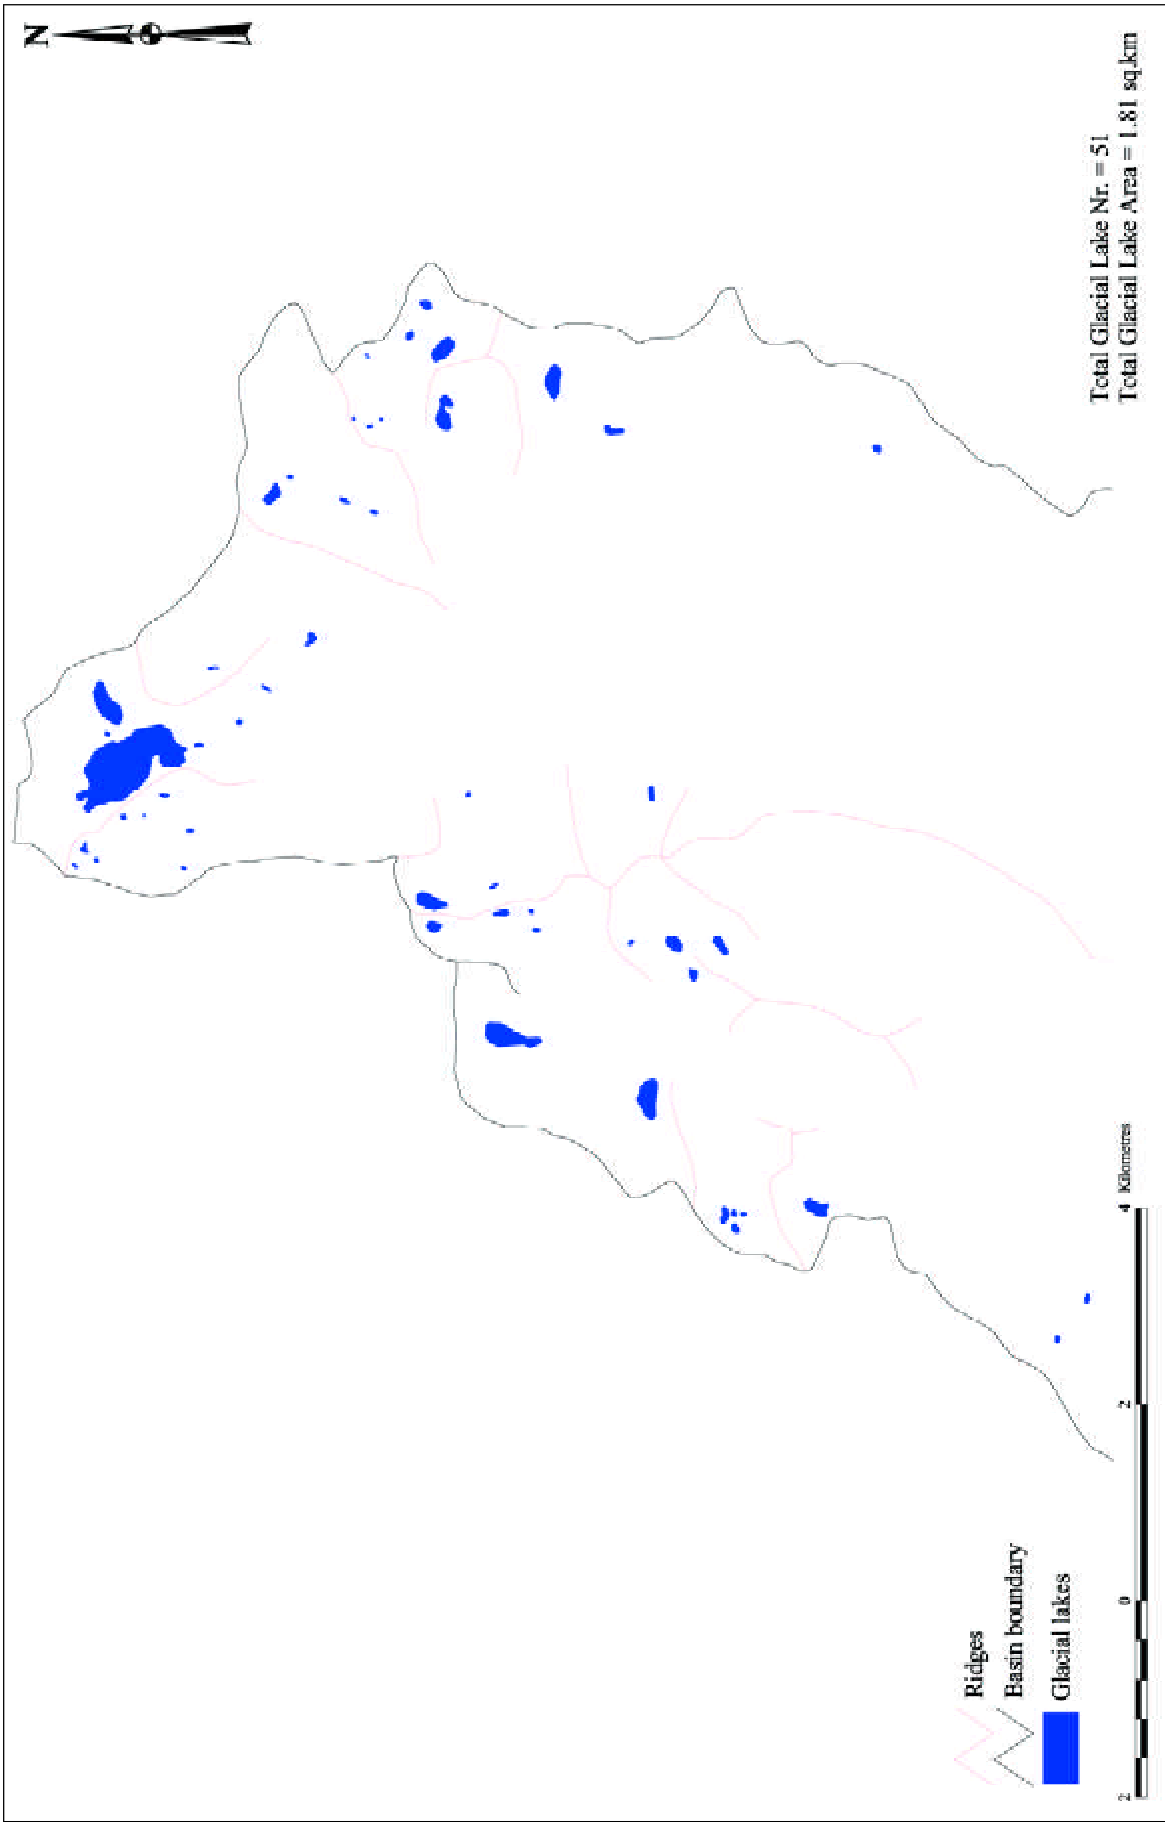 N
Total Glacial Lake Nr. = 51
Total Glacial Lake Area = 1.81 sq.km
Ridges
Basin boundary
Glacial lakes
2 0 2 4 Kilometres